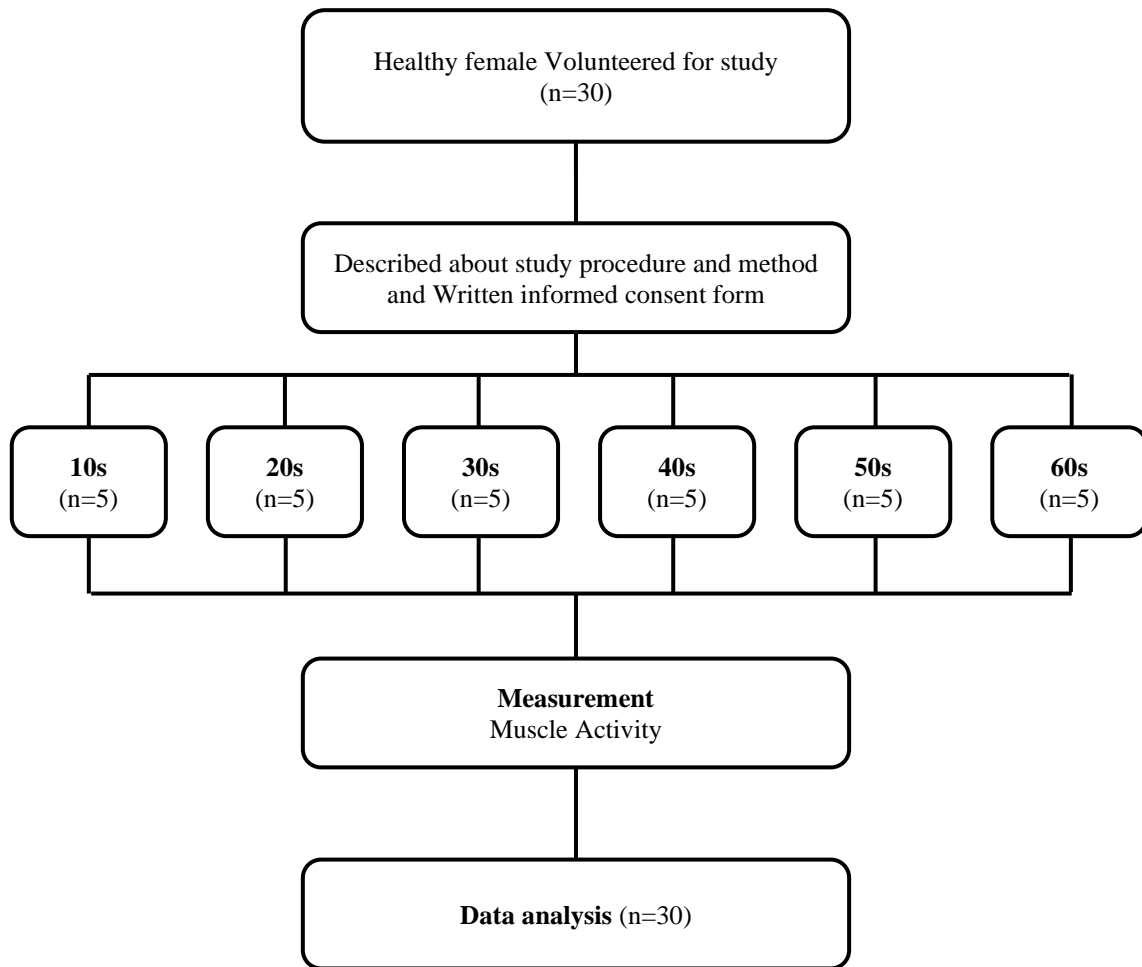 Healthy female Volunteered for study
(n=30)
Described about study procedure and method
and Written informed consent form
10s
(n=5)
20s
(n=5)
30s
(n=5)
40s
(n=5)
50s
(n=5)
60s
(n=5)
Measurement
Muscle Activity
Data analysis (n=30)